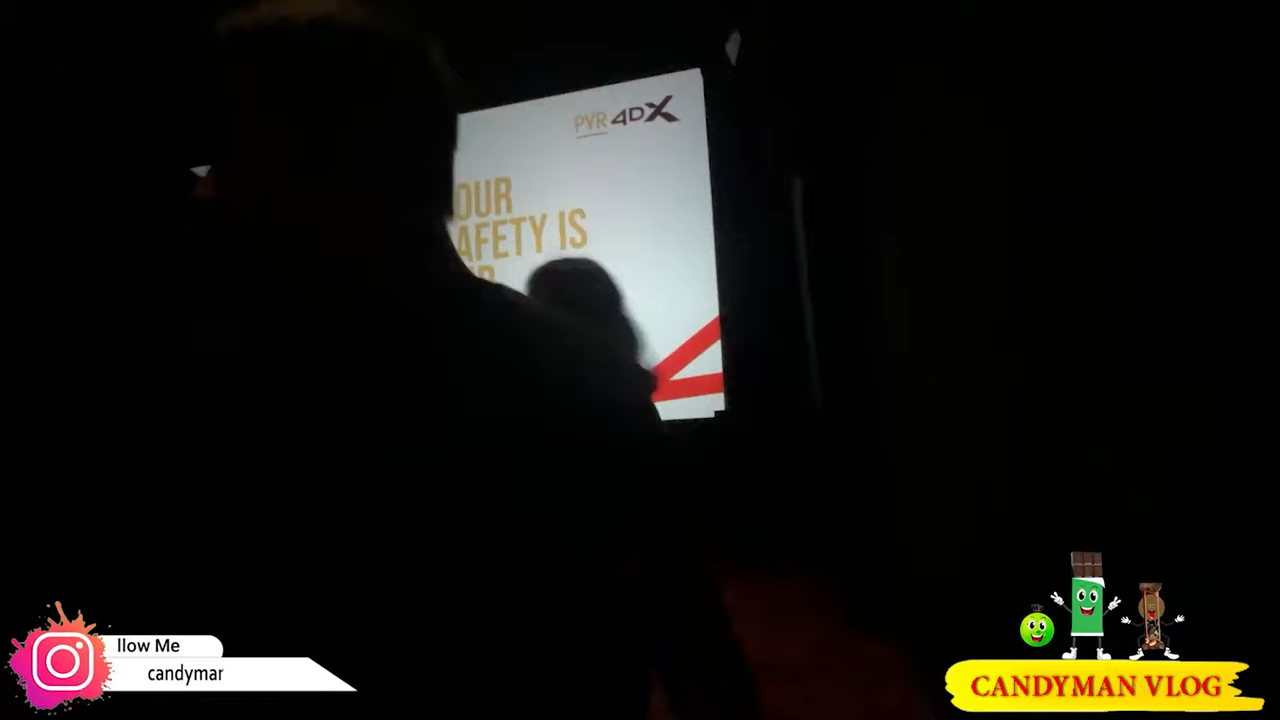 PVR 4DX
OUR
AFETY IS
llow Me
candymar
CANDYMAN VLOG